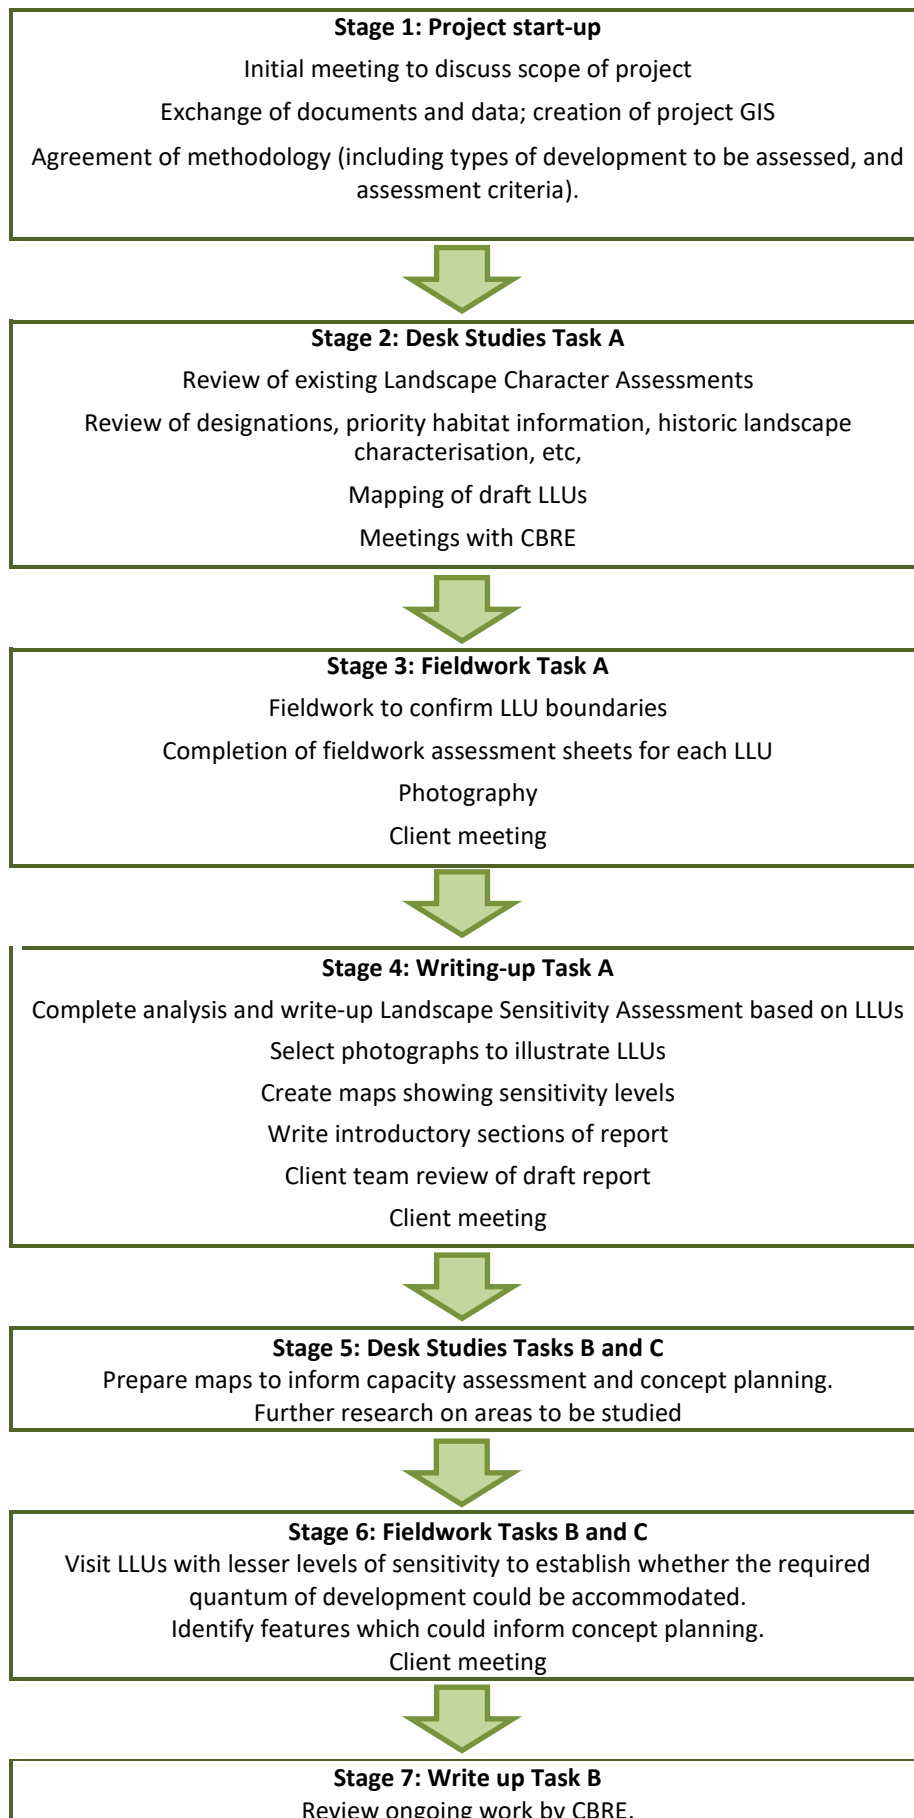 Stage 1: Project start-up
Initial meeting to discuss scope of project
Exchange of documents and data; creation of project GIS
Agreement of methodology (including types of development to be assessed, and
assessment criteria).
Stage 2: Desk Studies Task A
Review of existing Landscape Character Assessments
Review of designations, priority habitat information, historic landscape
characterisation, etc,
Mapping of draft LLUs
Meetings with CBRE
Stage 3: Fieldwork Task A
Fieldwork to confirm LLU boundaries
Completion of fieldwork assessment sheets for each LLU
Photography
Client meeting
Stage 4: Writing-up Task A
Complete analysis and write-up Landscape Sensitivity Assessment based on LLUs
Select photographs to illustrate LLUs
Create maps showing sensitivity levels
Write introductory sections of report
Client team review of draft report
Client meeting
Stage 5: Desk Studies Tasks B and C
Prepare maps to inform capacity assessment and concept planning.
Further research on areas to be studied
Stage 6: Fieldwork Tasks B and C
Visit LLUs with lesser levels of sensitivity to establish whether the required
quantum of development could be accommodated.
Identify features which could inform concept planning.
Client meeting
Stage 7: Write up Task B
Review ongoing work by CBRE.